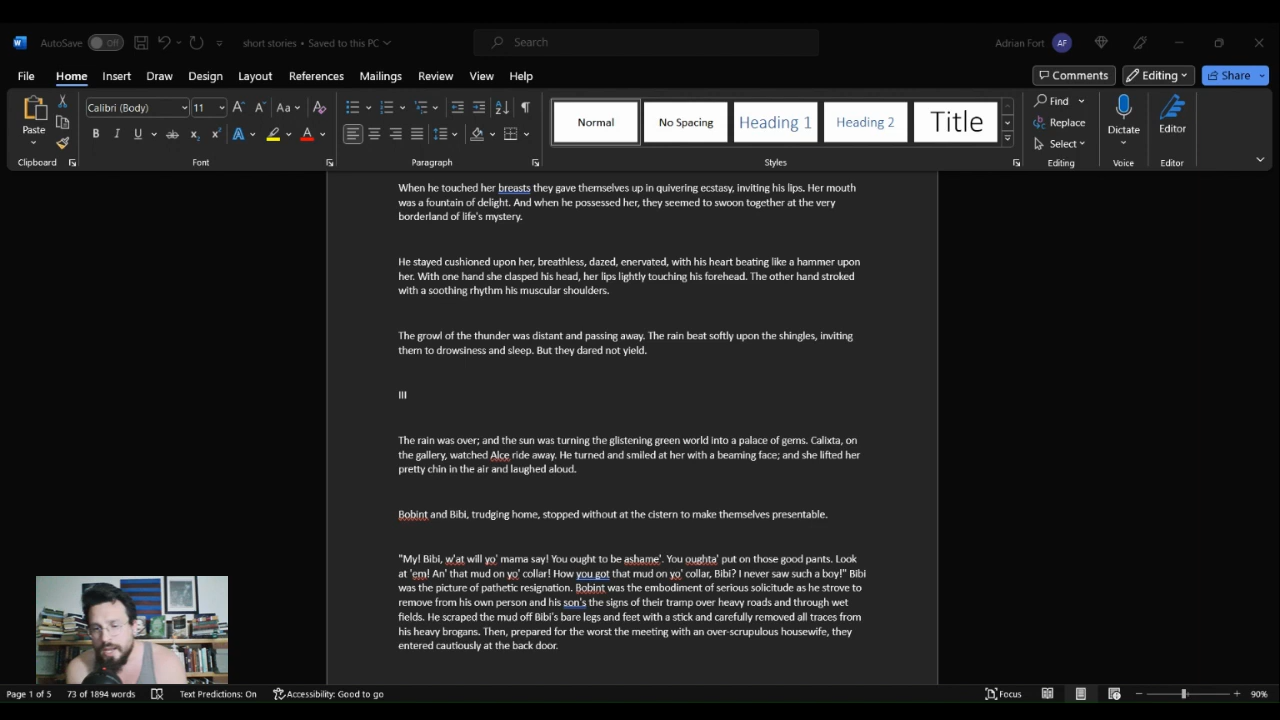 AutoSave
Off
short stories • Saved to this PC
Search
Adrian Fort
AF
File
Home
Insert
Draw
Design
Layout
References
Mailings
Review
View
Help
Comments
Editing
Share
Paste
Clipboard
Calibri (Body)
11
Font
Paragraph
Normal
No Spacing
Heading 1
Heading 2
Title
Styles
Find
Replace
Select
Editing
Dictate
Voice
Editor
Editor
When he touched her breasts they gave themselves up in quivering ecstasy, inviting his lips. Her mouth
was a fountain of delight. And when he possessed her, they seemed to swoon together at the very
borderland of life's mystery.
He stayed cushioned upon her, breathless, dazed, enervated, with his heart beating like a hammer upon
her. With one hand she clasped his head, her lips lightly touching his forehead. The other hand stroked
with a soothing rhythm his muscular shoulders.
The growl of the thunder was distant and passing away. The rain beat softly upon the shingles, inviting
them to drowsiness and sleep. But they dared not yield.
III
The rain was over; and the sun was turning the glistening green world into a palace of gems. Calixta, on
the gallery, watched Alce ride away. He turned and smiled at her with a beaming face; and she lifted her
pretty chin in the air and laughed aloud.
Bobint and Bibi, trudging home, stopped without at the cistern to make themselves presentable.
"My! Bibi, w'at will yo' mama say! You ought to be ashame'. You oughta' put on those good pants. Look
at 'em! An' that mud on yo' collar! How you got that mud on yo' collar, Bibi? I never saw such a boy!" Bibi
was the picture of pathetic resignation. Bobint was the embodiment of serious solicitude as he strove to
remove from his own person and his son's the signs of their tramp over heavy roads and through wet
fields. He scraped the mud off Bibi's bare legs and feet with a stick and carefully removed all traces from
his heavy brogans. Then, prepared for the worst the meeting with an over-scrupulous housewife, they
entered cautiously at the back door.
Page 1 of 5
73 of 1894 words
Text Predictions: On
Accessibility: Good to go
Focus
90%